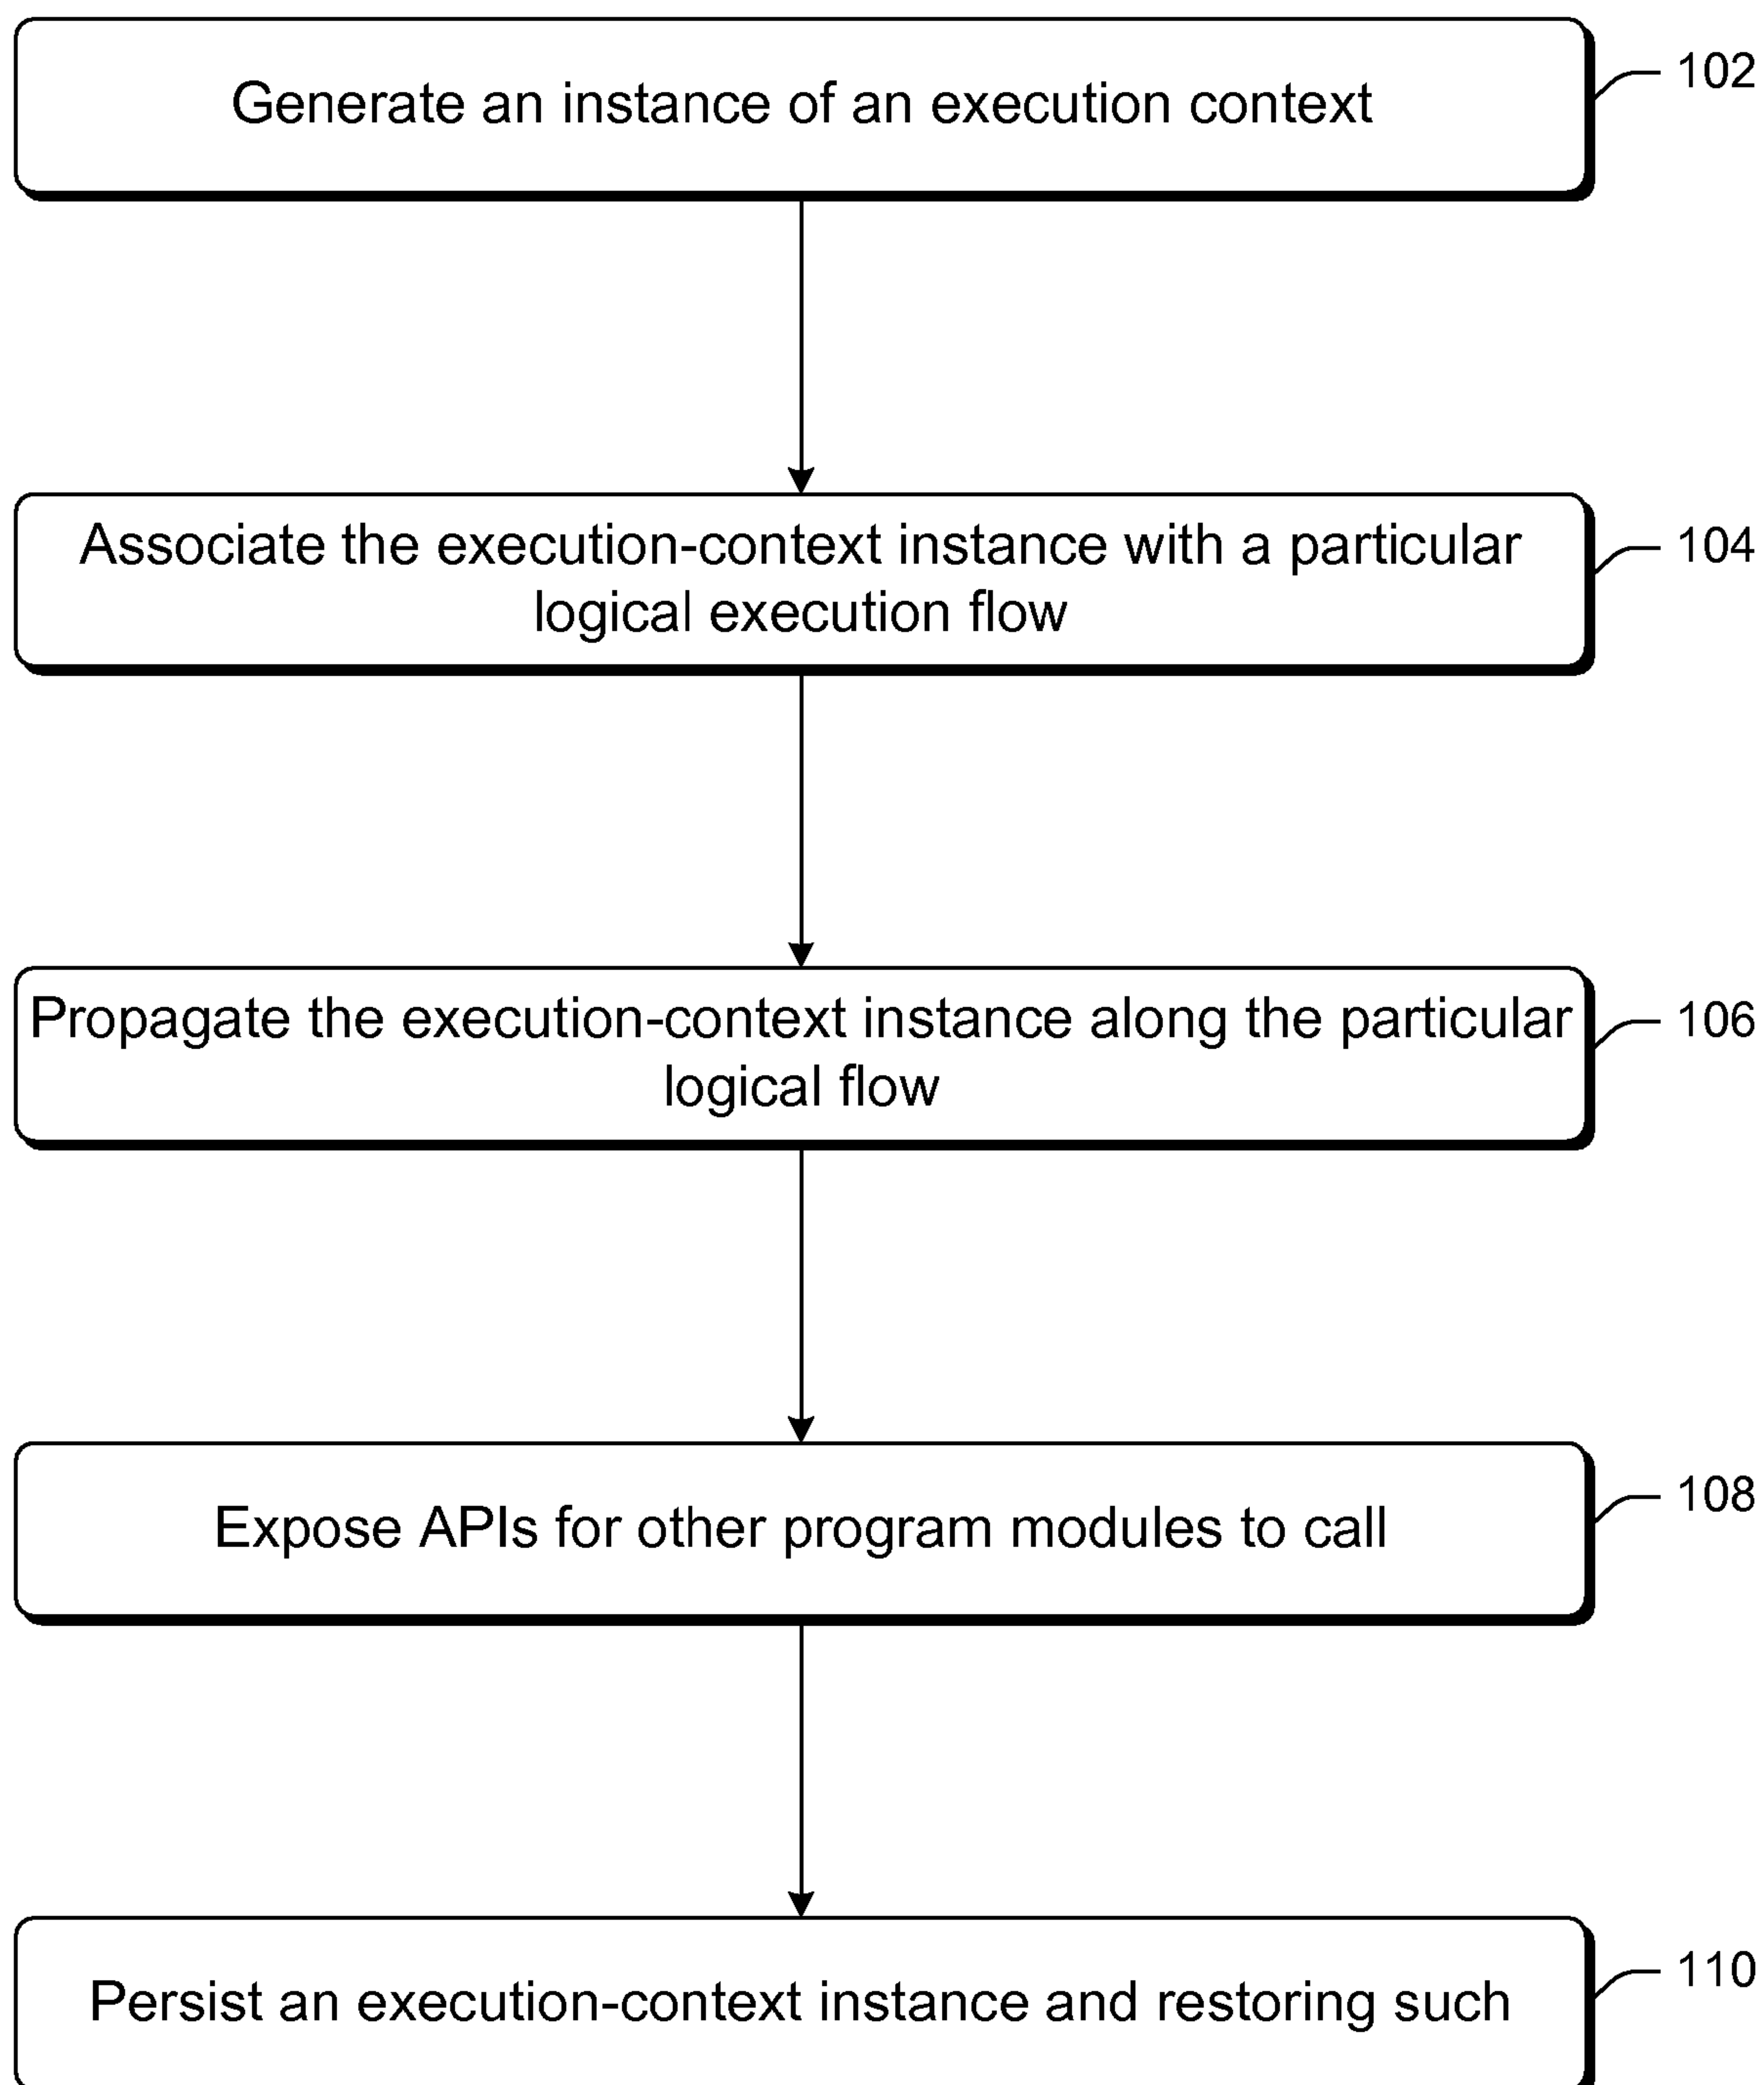 Generate an instance of an execution context
102
Associate the execution-context instance with a particular
logical execution flow
104
Propagate the execution-context instance along the particular
logical flow
106
Expose APIs for other program modules to call
108
Persist an execution-context instance and restoring such
110